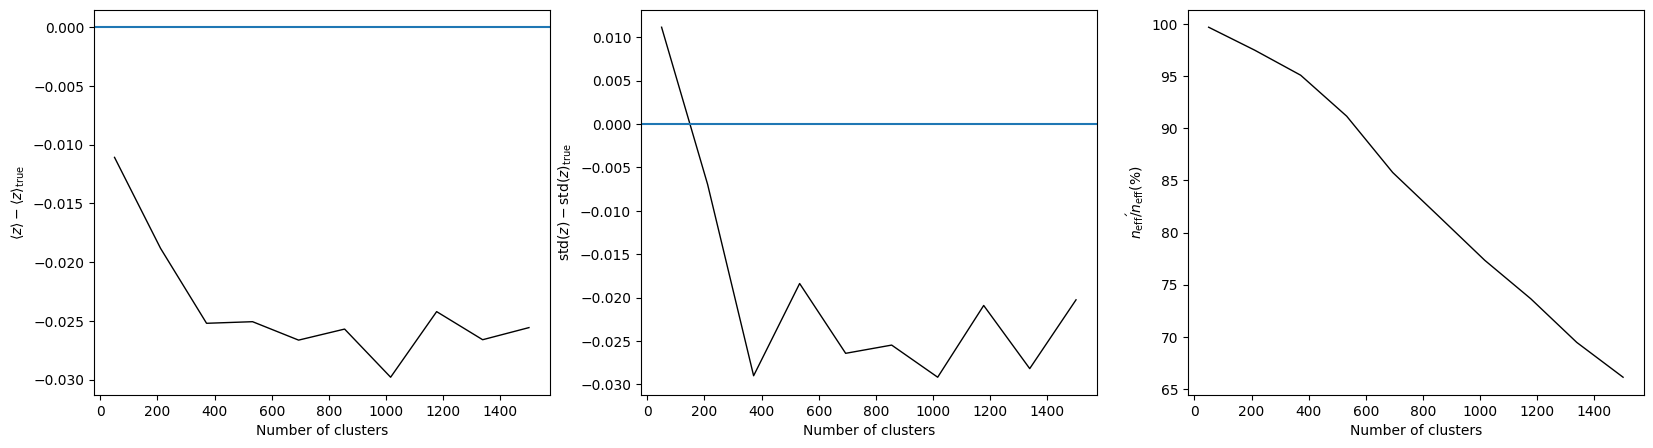 0.000
−0.005
−0.010
−0.015
−0.020
−0.025
−0.030
⟨z⟩ − ⟨z⟩true
0 200 400 600 800 1000 1200 1400
Number of clusters
0.010
0.005
0.000
−0.005
−0.010
−0.015
−0.020
−0.025
−0.030
std(z) − std(z)true
0 200 400 600 800 1000 1200 1400
Number of clusters
100
95
90
85
80
75
70
65
n′eff/neff(%)
0 200 400 600 800 1000 1200 1400
Number of clusters